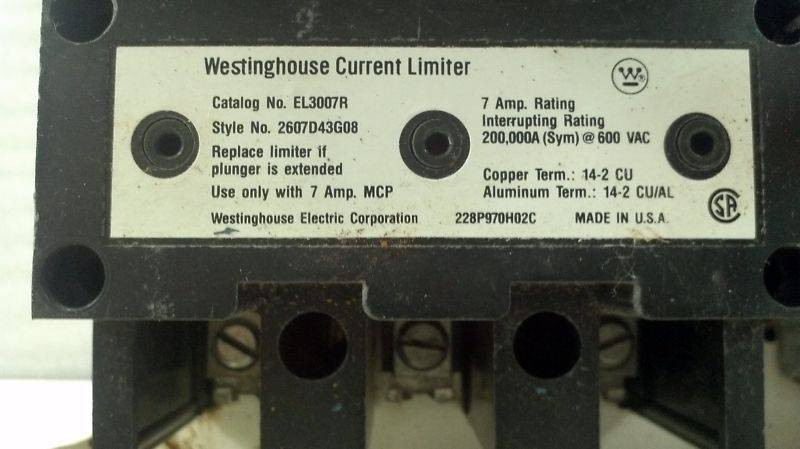 Westinghouse Current Limiter
W
Catalog No. EL3007R
Style No. 2607D43G08
Replace limiter if
plunger is extended
Use only with 7 Amp. MCP
7 Amp. Rating
Interrupting Rating
200,000A (Sym) @ 600 VAC
Copper Term.: 14-2 CU
Aluminum Term.: 14-2 CU/AL
Westinghouse Electric Corporation
228P970H02C
MADE IN U.S.A.
SA